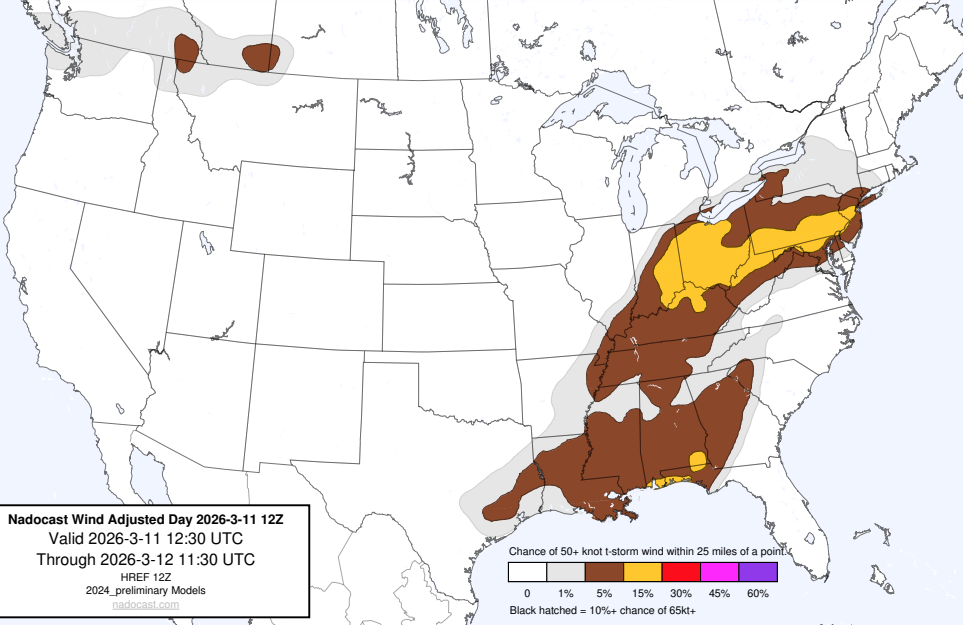 Nadocast Wind Adjusted Day 2026-3-11 12Z
Valid 2026-3-11 12:30 UTC
Through 2026-3-12 11:30 UTC
HREF 12Z
2024_preliminary Models
nadocast.com
Chance of 50+ knot t-storm wind within 25 miles of a point.
0 1% 5% 15% 30% 45% 60%
Black hatched = 10%+ chance of 65kt+